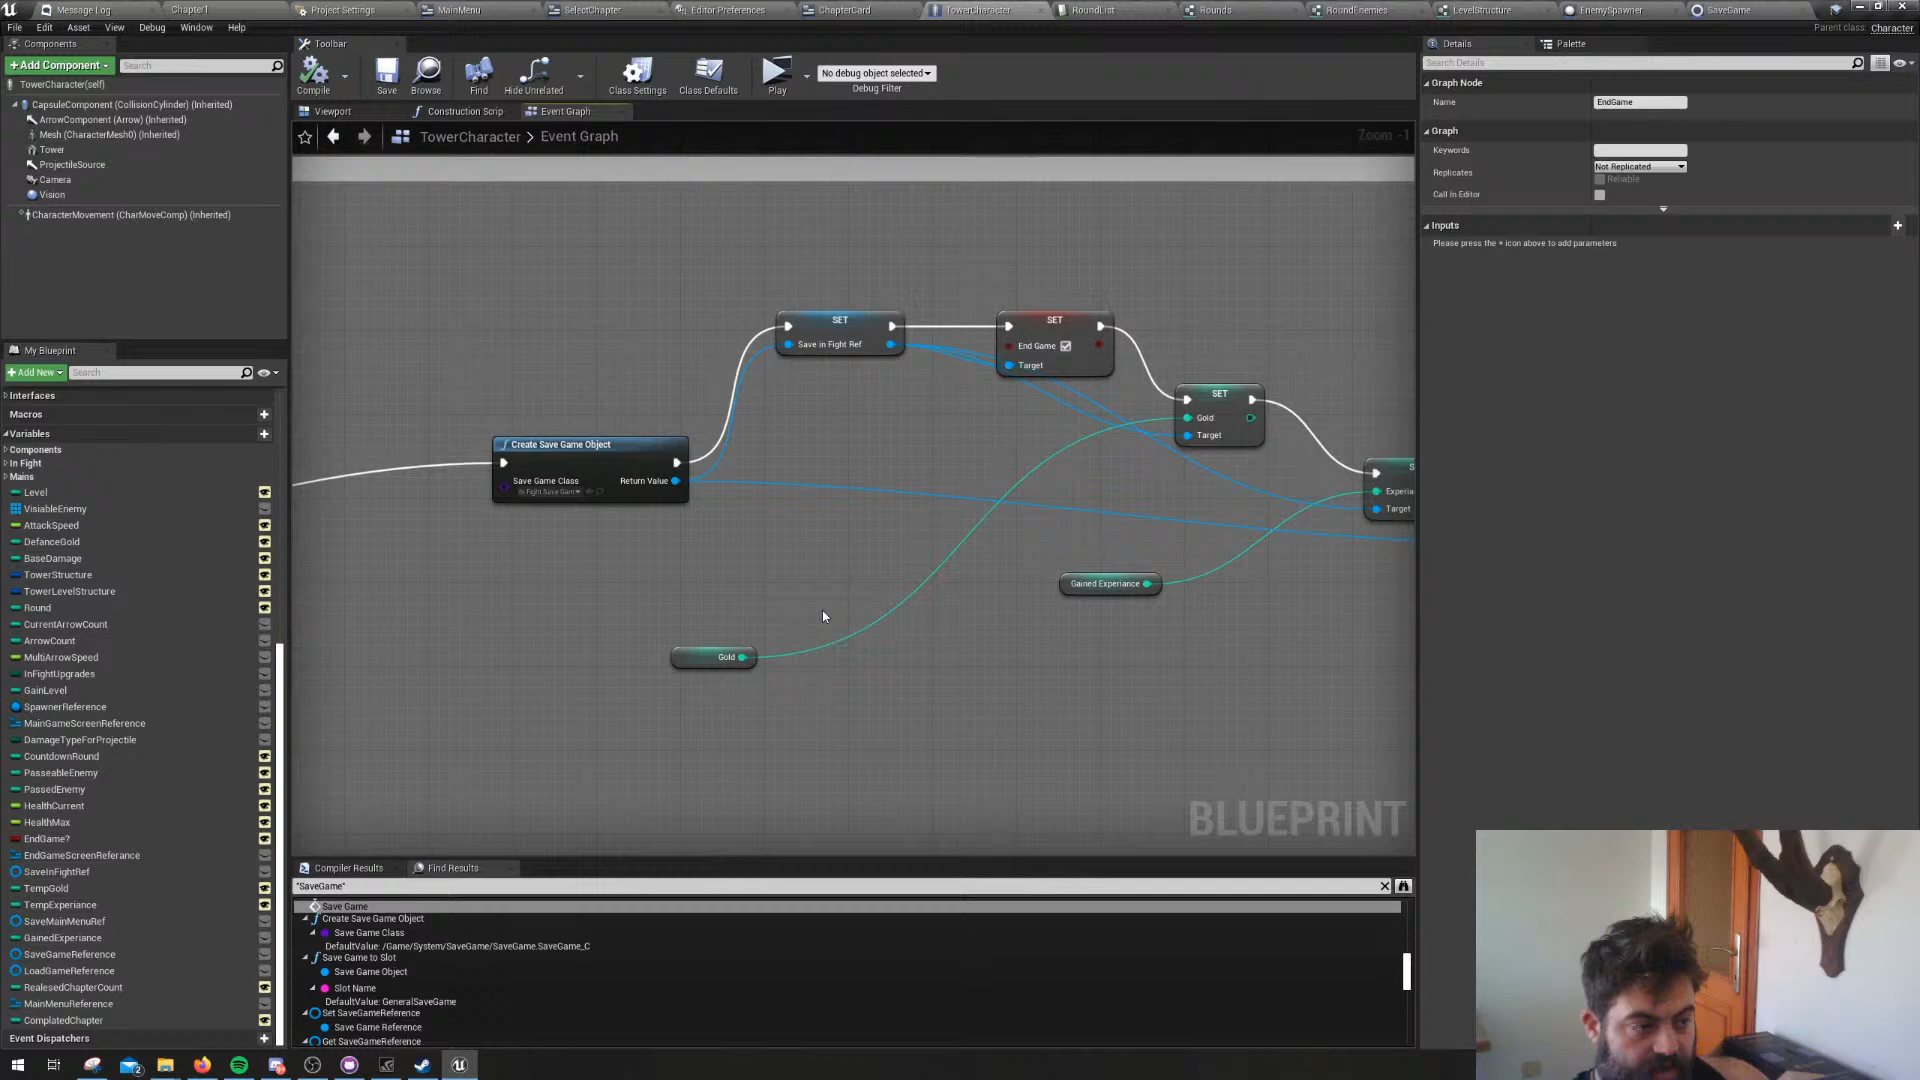 Message Log
Chapter1
Project Settings
MainMenu
SelectChapter
Editor Preferences
ChapterCard
TowerCharacter
RoundList
Rounds
RoundEnemies
LevelStructure
EnemySpawner
SaveGame
File Edit Asset View Debug Window Help
Parent class: Character
Components
+Add Component
Search
TowerCharacter(self)
CapsuleComponent (CollisionCylinder) (Inherited)
ArrowComponent (Arrow) (Inherited)
Mesh (CharacterMesh0) (Inherited)
Tower
ProjectileSource
Camera
Vision
CharacterMovement (CharMoveComp) (Inherited)
My Blueprint
+Add New
Search
Interfaces
Macros
Variables
Components
In Fight
Mains
Level
VisiableEnemy
AttackSpeed
DefanceGold
BaseDamage
TowerStructure
TowerLevelStructure
Round
CurrentArrowCount
ArrowCount
MultiArrowSpeed
InFightUpgrades
GainLevel
SpawnerReference
MainGameScreenReference
DamageTypeForProjectile
CountdownRound
PasseableEnemy
PassedEnemy
HealthCurrent
HealthMax
EndGame?
EndGameScreenReferance
SaveInFightRef
TempGold
TempExperience
SaveMainMenuRef
GainedExperiance
SaveGameReference
LoadGameReference
RealesedChapterCount
MainMenuReference
ComplatedChapter
Event Dispatchers
Toolbar
Compile
Save
Browse
Find
Hide Unrelated
Class Settings
Class Defaults
Play
No debug object selected
Debug Filter
Viewport
Construction Scrip
Event Graph
TowerCharacter > Event Graph
Zoom -1
Create Save Game Object
Save Game Class
In Fight Save Gam
Return Value
SET
Save in Fight Ref
SET
End Game
Target
SET
Gold
Target
S
Experia
Target
Gained Experiance
Gold
BLUEPRINT
Compiler Results
Find Results
"SaveGame"
Save Game
Create Save Game Object
Save Game Class
DefaultValue: /Game/System/SaveGame/SaveGame.SaveGame_C
Save Game to Slot
Save Game Object
Slot Name
DefaultValue: GeneralSaveGame
Set SaveGameReference
Save Game Reference
Get SaveGameReference
Details
Palette
Search Details
Graph Node
Name
EndGame
Graph
Keywords
Replicates
Not Replicated
Reliable
Call In Editor
Inputs
Please press the + icon above to add parameters
2